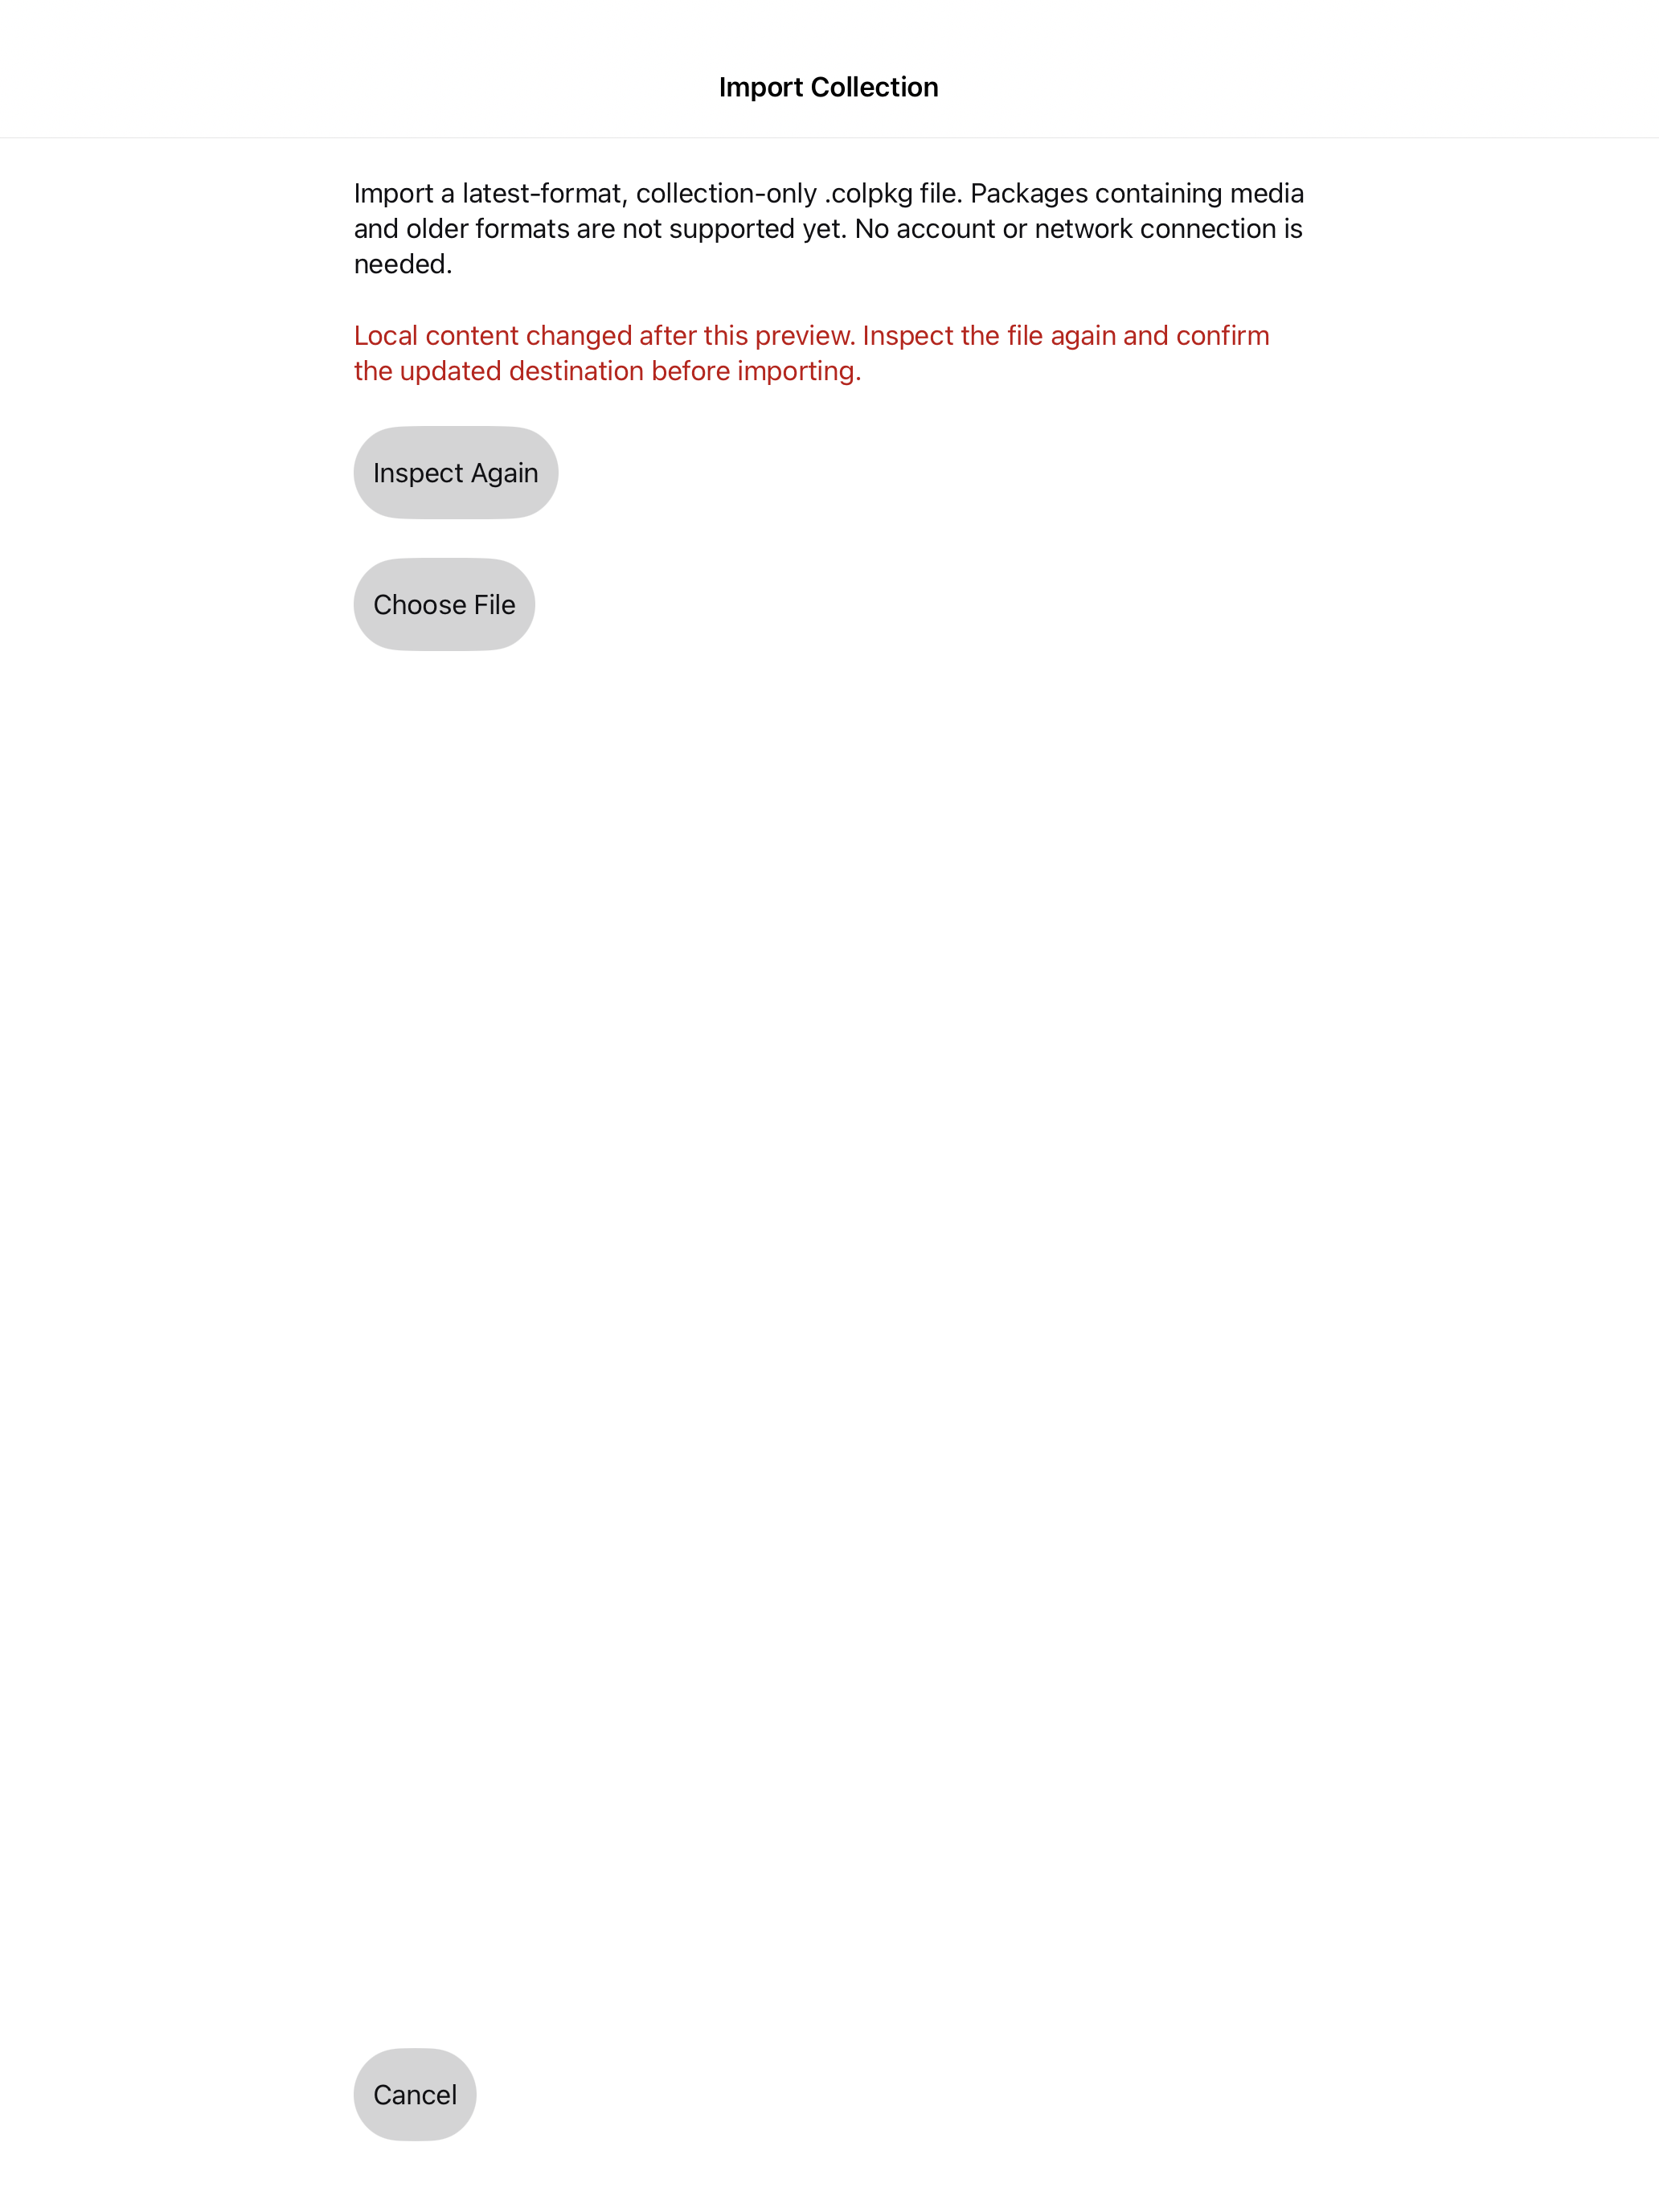 Import Collection
Import a latest-format, collection-only .colpkg file. Packages containing media
and older formats are not supported yet. No account or network connection is
needed.
Local content changed after this preview. Inspect the file again and confirm
the updated destination before importing.
Inspect Again
Choose File
Cancel